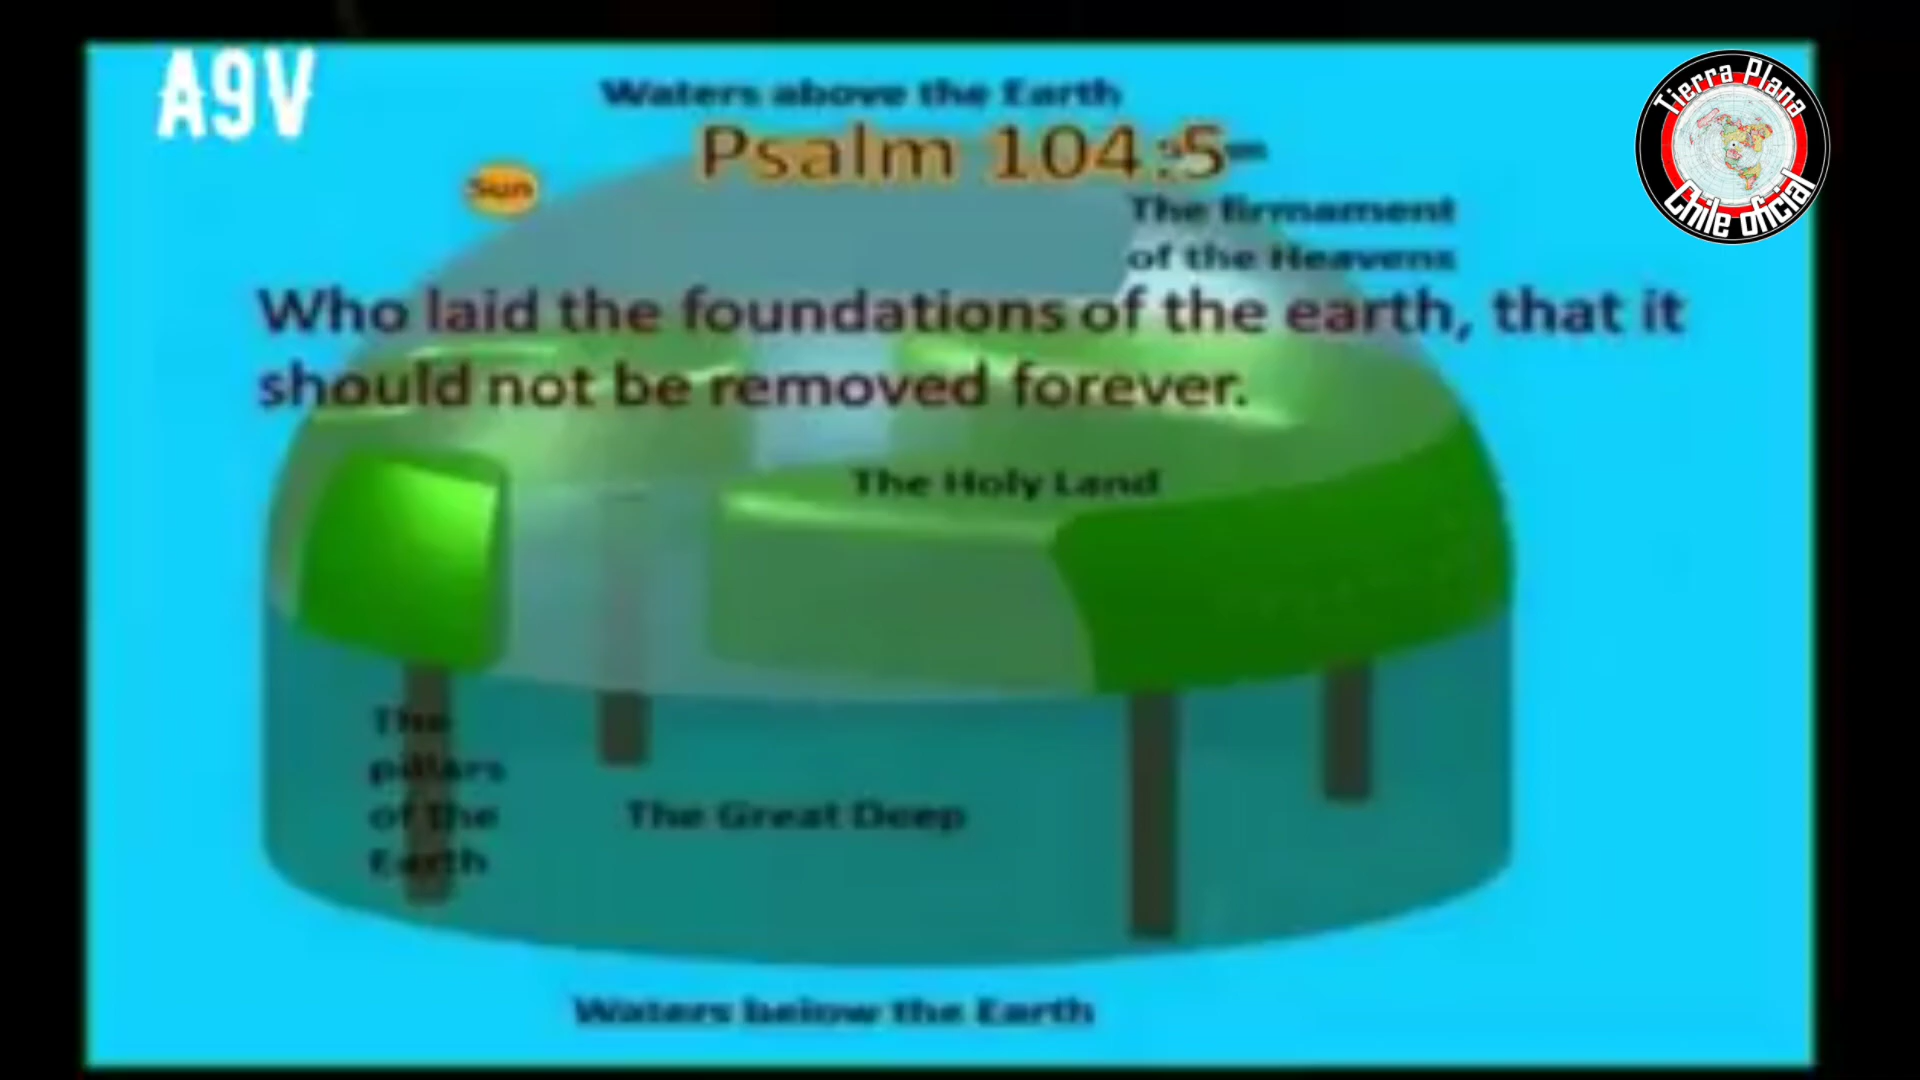 A9V
Waters above the Earth
Psalm 104:5
Sun
Tierra Plana
Chile oficial
The firmament
of the Heavens
Who laid the foundations of the earth, that it
should not be removed forever.
The Holy Land
The
pillars
of the
Earth
The Great Deep
Waters below the Earth